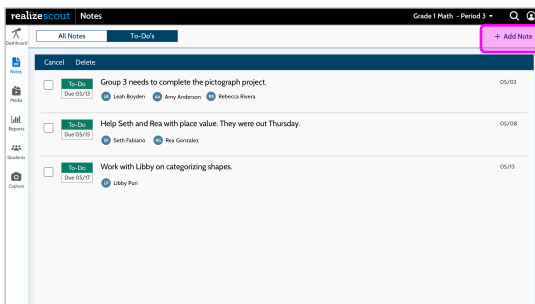 realizescout Notes Grade 1 Math - Period 3
All Notes To-Do's + Add Note
Dashboard
Notes
Media
Reports
Students
Capture
Cancel Delete
To-Do Group 3 needs to complete the pictograph project. 05/02
Due 05/13 LB Leah Boyden AA Amy Anderson RR Rebecca Rivera
To-Do Help Seth and Rea with place value. They were out Thursday. 05/08
Due 05/15 SF Seth Fabiano RG Rea Gonzalez
To-Do Work with Libby on categorizing shapes. 05/13
Due 05/17 LP Libby Puri